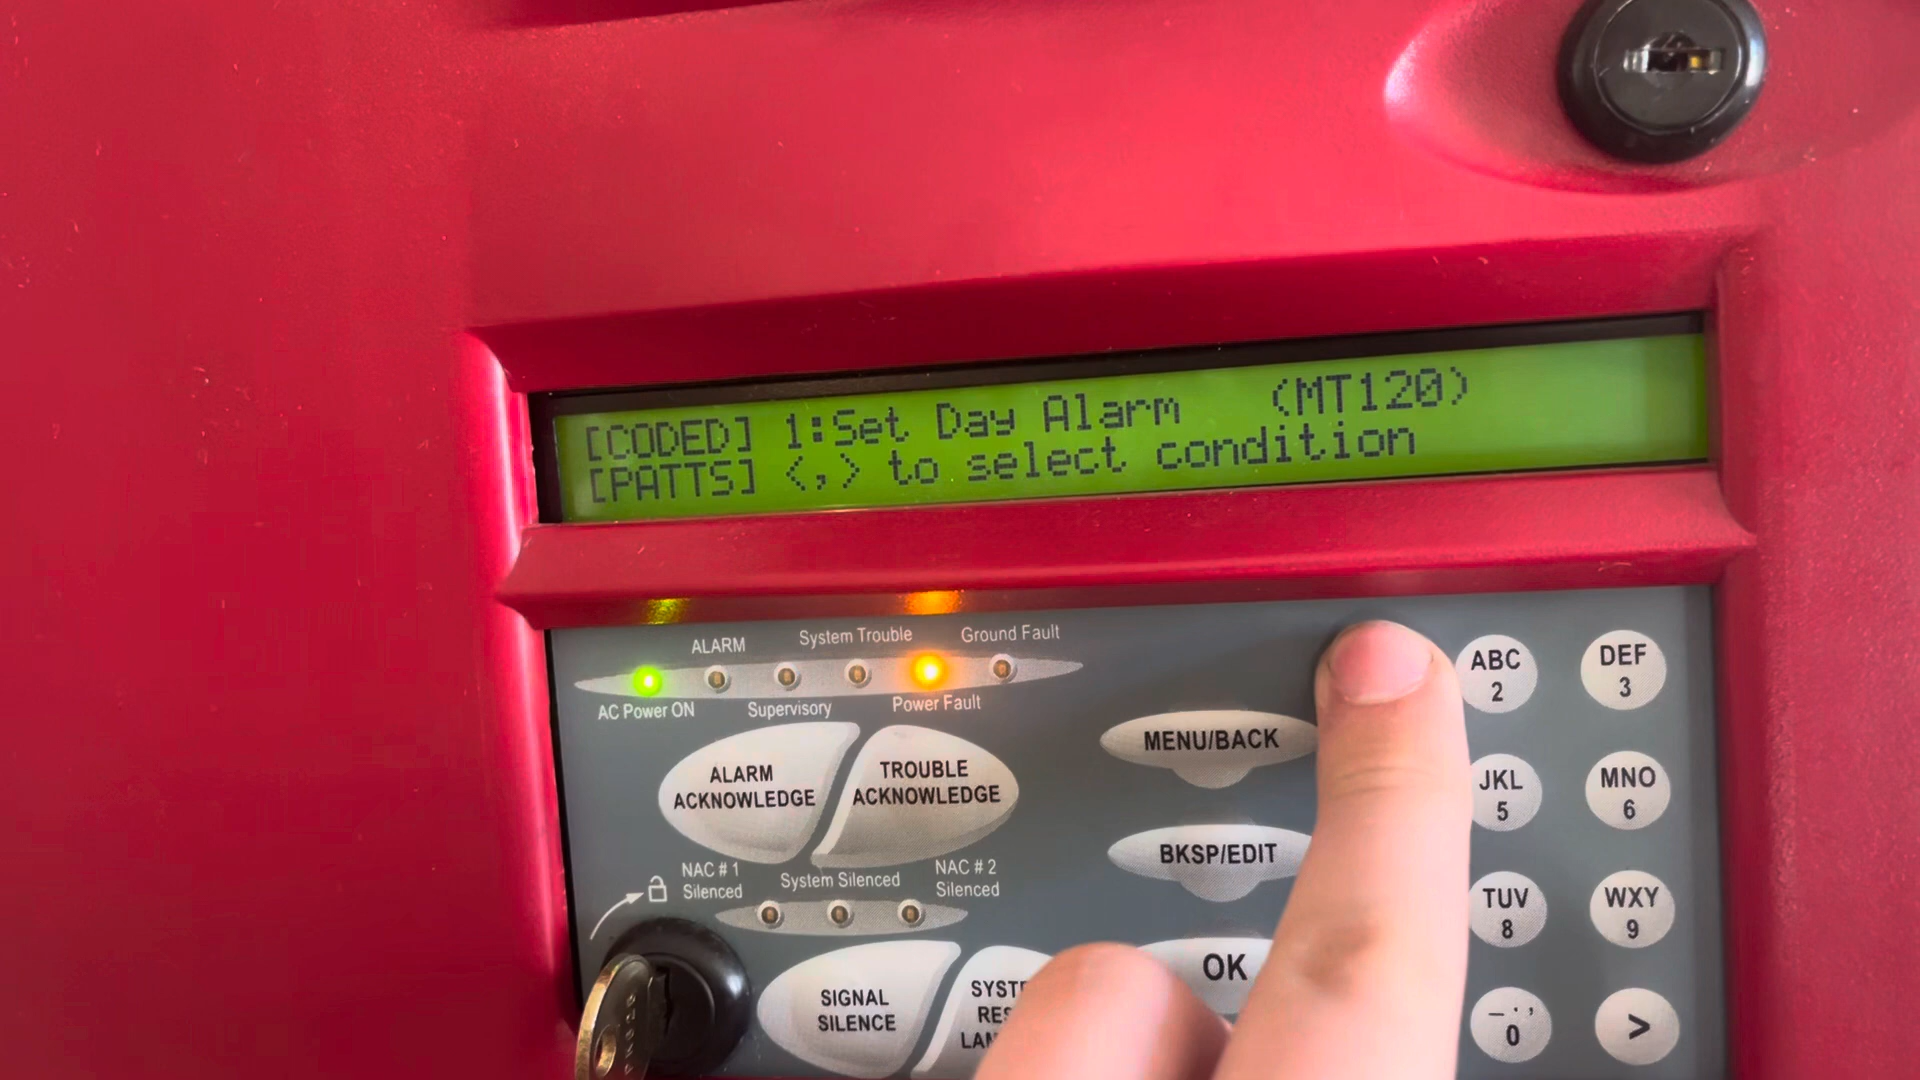 [CODED] 1:Set Day Alarm (MT120)
[PATTS] <,> to select condition
ALARM System Trouble Ground Fault
AC Power ON Supervisory Power Fault
ALARM
ACKNOWLEDGE
TROUBLE
ACKNOWLEDGE
NAC # 1
Silenced
System Silenced
NAC # 2
Silenced
SIGNAL
SILENCE
MENU/BACK
BKSP/EDIT
OK
ABC
2
DEF
3
JKL
5
MNO
6
TUV
8
WXY
9
_ . , ,
0
>